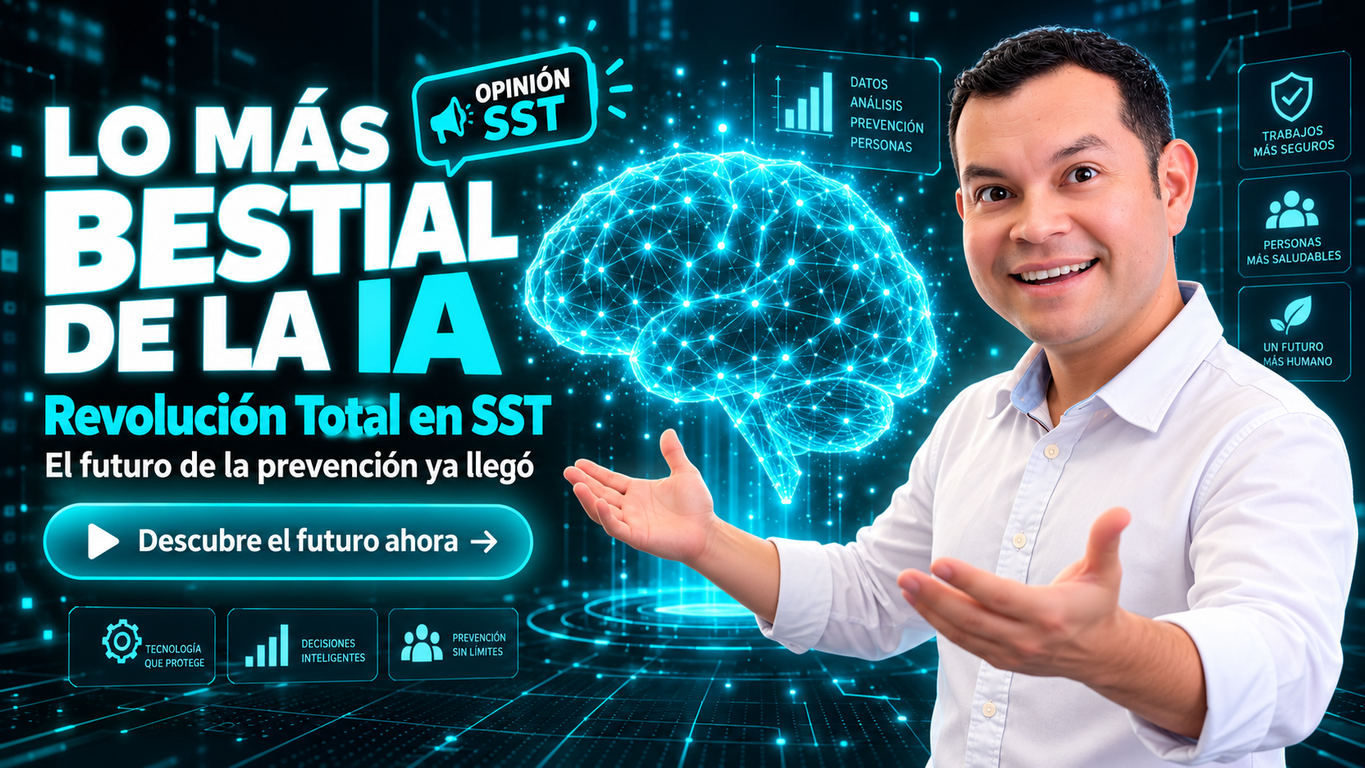 LO MÁS
BESTIAL
DE LA IA
OPINIÓN
SST
Revolución Total en SST
El futuro de la prevención ya llegó
Descubre el futuro ahora →
TECNOLOGÍA
QUE PROTEGE
DECISIONES
INTELIGENTES
PREVENCIÓN
SIN LÍMITES
DATOS
ANÁLISIS
PREVENCIÓN
PERSONAS
TRABAJOS
MÁS SEGUROS
PERSONAS
MÁS SALUDABLES
UN FUTURO
MÁS HUMANO